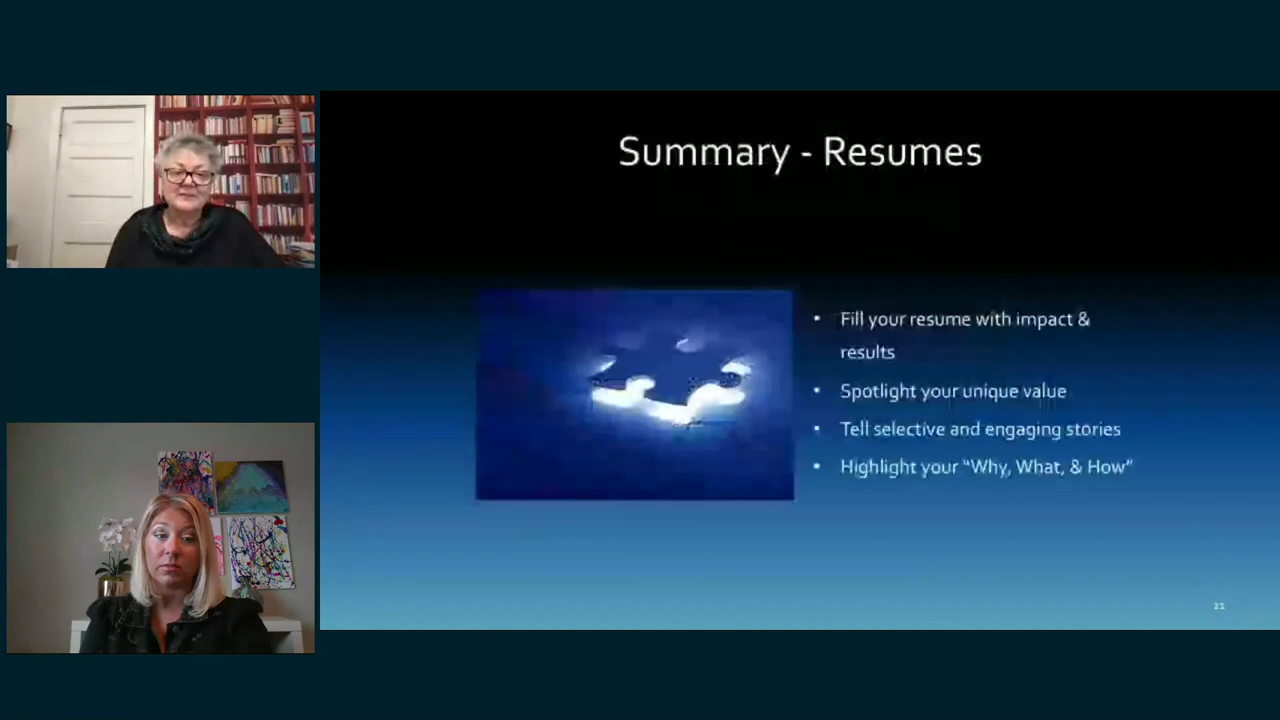 Summary - Resumes
• Fill your resume with impact &
results
• Spotlight your unique value
• Tell selective and engaging stories
• Highlight your “Why, What, & How”
21